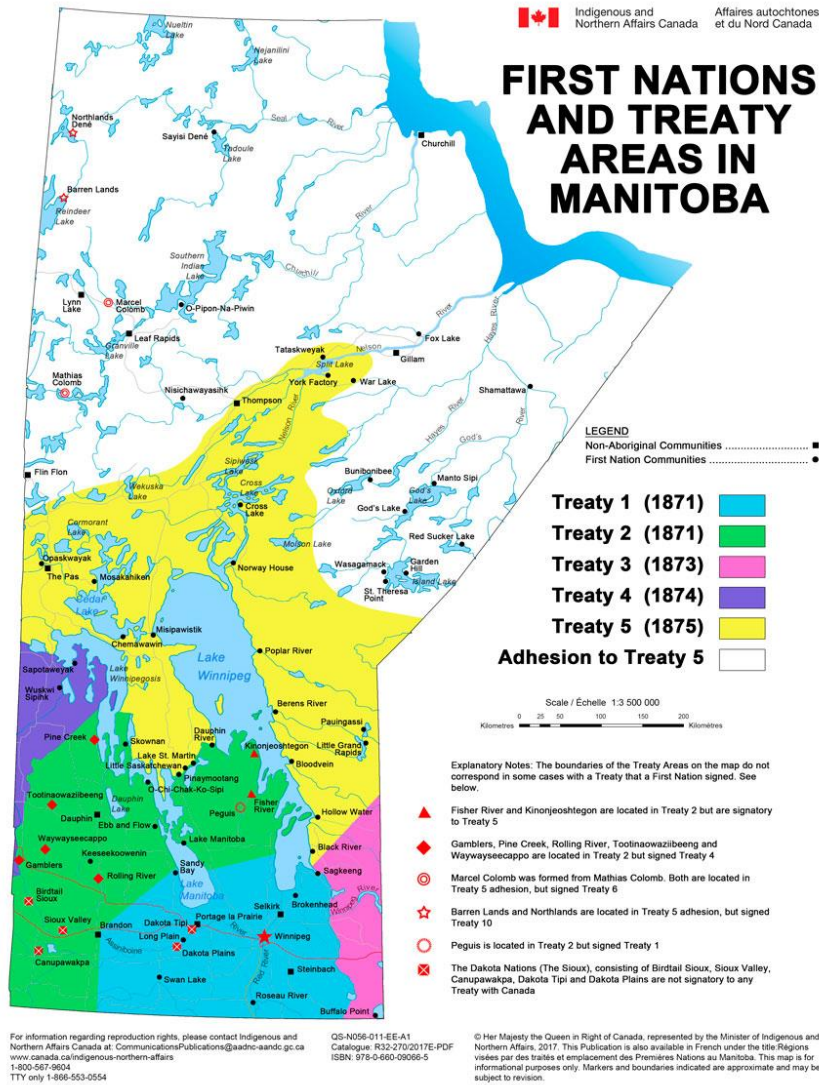 Indigenous and
Northern Affairs Canada
Affaires autochtones
et du Nord Canada
FIRST NATIONS
AND TREATY
AREAS IN
MANITOBA
Nueltin
Lake
Nejanilini
Lake
Northlands
Dené
Sayisi Dené
Tadoule
Lake
Seal
River
Churchill
Barren Lands
Reindeer
Lake
River
Southern
Indian
Lake
Churchill
Lynn
Lake
Marcel
Colomb
O-Pipon-Na-Piwin
Leaf Rapids
Granville
Lake
River
Hayes River
Fox Lake
Nelson
Tataskweyak
Split Lake
Gillam
Mathias
Colomb
York Factory
War Lake
Shamattawa
Nisichawayasihk
Thompson
Nelson River
Hayes
River
God's
River
LEGEND
Non-Aboriginal Communities
First Nation Communities
Flin Flon
Sipiwesk
Lake
Wekuska
Lake
Cross
Lake
Cross
Lake
Bunibonibee
Oxford
Lake
Manto Sipi
God's
Lake
God's Lake
Treaty 1 (1871)
Treaty 2 (1871)
Treaty 3 (1873)
Treaty 4 (1874)
Treaty 5 (1875)
Adhesion to Treaty 5
Cormorant
Lake
Molson Lake
Red Sucker Lake
Opaskwayak
The Pas
Mosakahiken
Norway House
Wasagamack
Garden
Hill
St. Theresa
Point
Island Lake
Cedar
Lake
Misipawistik
Chemawawin
Poplar River
Sapotaweyak
Lake
Winnipegosis
Lake
Winnipeg
Wuskwi
Sipihk
Berens River
Scale / Échelle 1:3 500 000
0 25 50 100 150 200
Kilometres
Kilomètres
Pauingassi
Little Grand
Rapids
Pine Creek
Skownan
Dauphin
River
Kinonjeoshtegon
Lake St. Martin
Little Saskatchewan
Pinaymootang
Bloodvein
O-Chi-Chak-Ko-Sipi
Tootinaowaziibeeng
Dauphin
Lake
Fisher
River
Peguis
Dauphin
Ebb and Flow
Hollow Water
Waywayseecappo
Lake Manitoba
Keeseekoowenin
Black River
Gamblers
Rolling River
Sandy
Bay
Sagkeeng
Birdtail
Sioux
Lake
Manitoba
Brokenhead
Winnipeg River
Selkirk
Sioux Valley
Dakota Tipi
Portage la Prairie
Brandon
Long Plain
River
Winnipeg
Assiniboine
Dakota Plains
Canupawakpa
Swan Lake
Red River
Steinbach
Roseau River
Buffalo Point
Explanatory Notes: The boundaries of the Treaty Areas on the map do not
correspond in some cases with a Treaty that a First Nation signed. See
below.
Fisher River and Kinonjeoshtegon are located in Treaty 2 but are signatory
to Treaty 5
Gamblers, Pine Creek, Rolling River, Tootinaowaziibeeng and
Waywayseecappo are located in Treaty 2 but signed Treaty 4
Marcel Colomb was formed from Mathias Colomb. Both are located in
Treaty 5 adhesion, but signed Treaty 6
Barren Lands and Northlands are located in Treaty 5 adhesion, but signed
Treaty 10
Peguis is located in Treaty 2 but signed Treaty 1
The Dakota Nations (The Sioux), consisting of Birdtail Sioux, Sioux Valley,
Canupawakpa, Dakota Tipi and Dakota Plains are not signatory to any
Treaty with Canada
For information regarding reproduction rights, please contact Indigenous and
Northern Affairs Canada at: CommunicationsPublications@aadnc-aandc.gc.ca
www.canada.ca/indigenous-northern-affairs
1-800-567-9604
TTY only 1-866-553-0554
QS-N056-011-EE-A1
Catalogue: R32-270/2017E-PDF
ISBN: 978-0-660-09066-5
© Her Majesty the Queen in Right of Canada, represented by the Minister of Indigenous and
Northern Affairs, 2017. This Publication is also available in French under the title Régions
visées par des traités et emplacement des Premières Nations au Manitoba. This map is for
informational purposes only. Markers and boundaries indicated are approximate and may be
subject to revision.